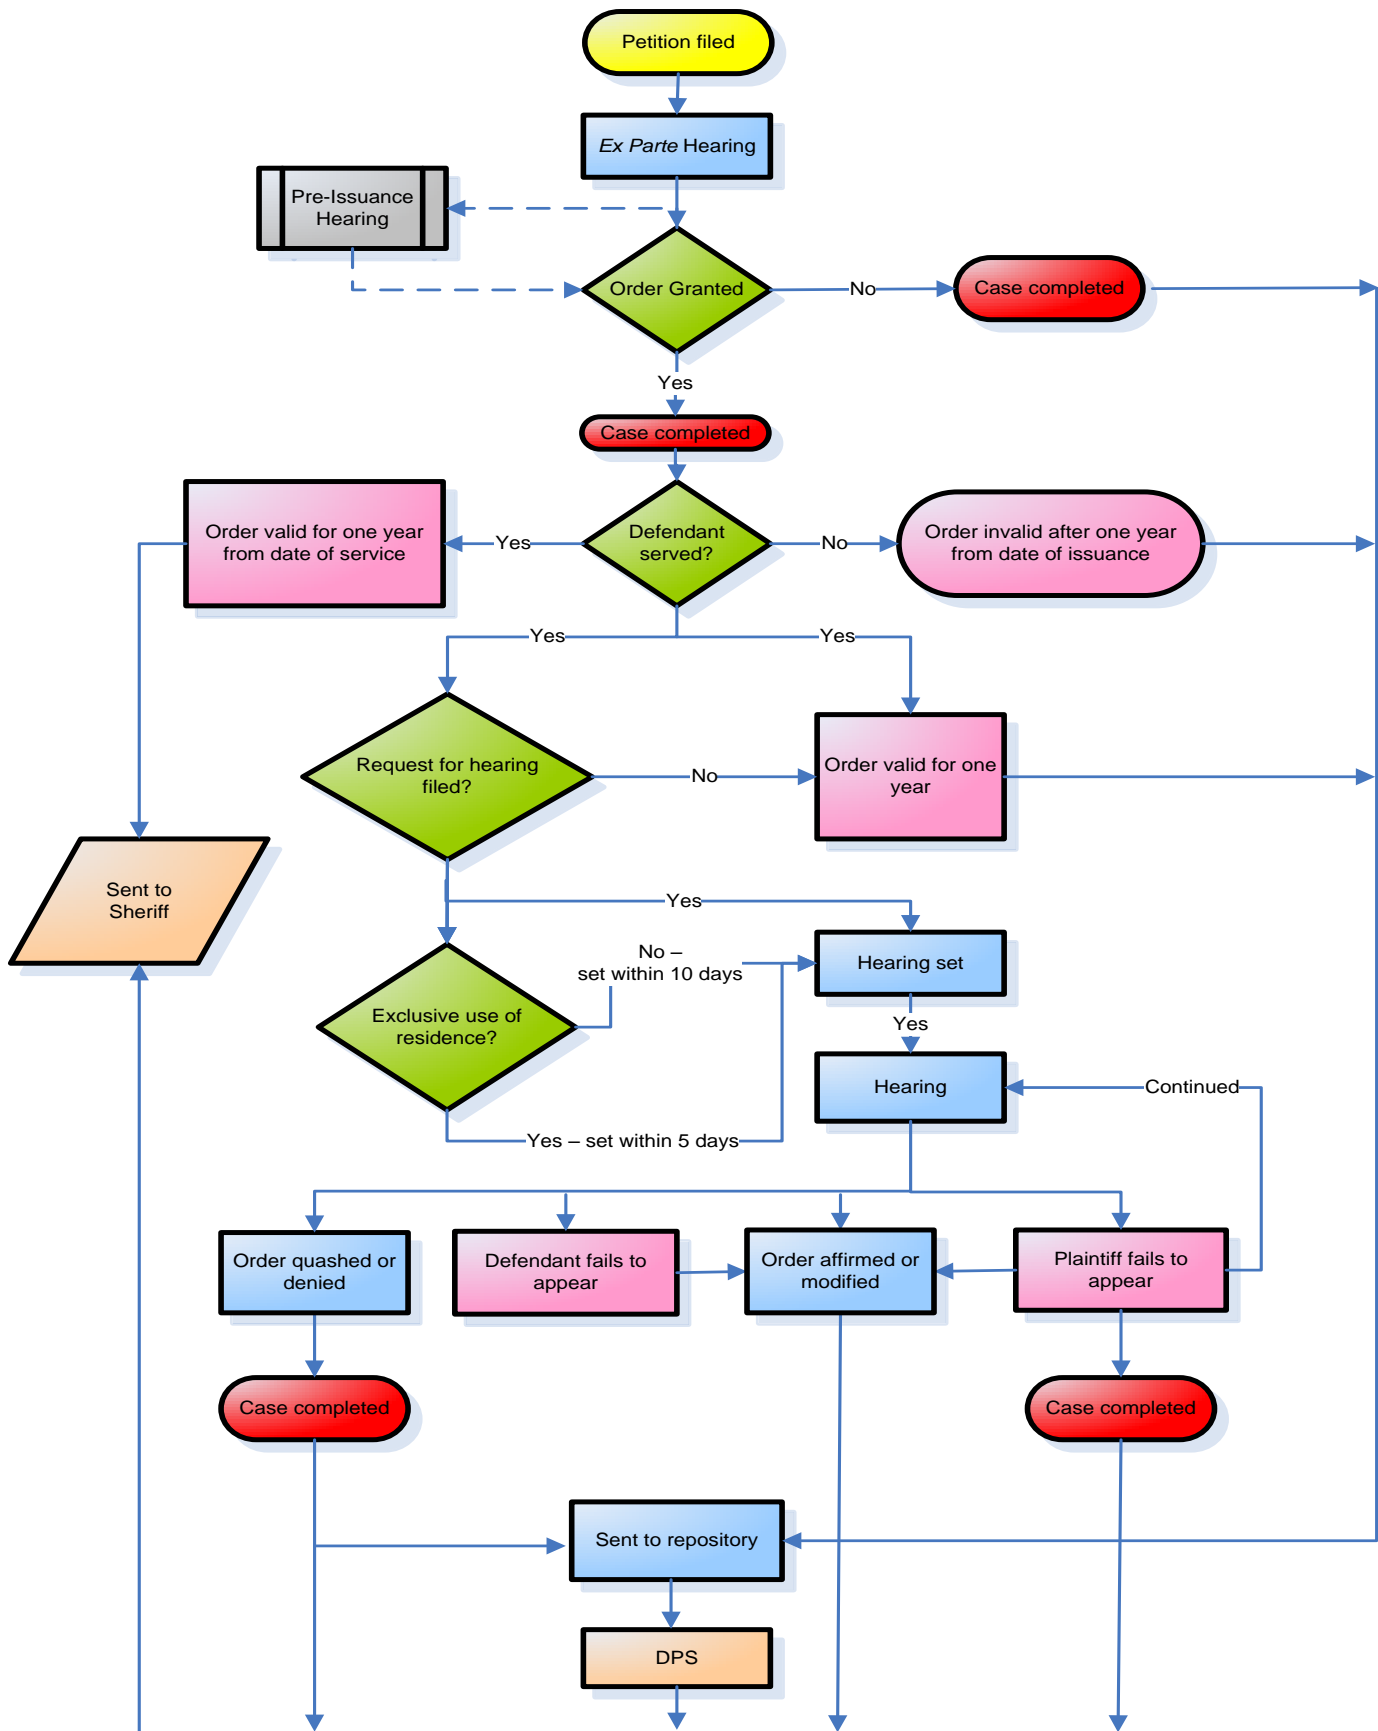 Petition filed
Ex Parte Hearing
Pre-Issuance
Hearing
Order Granted
No
Case completed
Yes
Case completed
Order valid for one year
from date of service
Yes
Defendant
served?
No
Order invalid after one year
from date of issuance
Yes
Yes
Request for hearing
filed?
No
Order valid for one
year
Sent to
Sheriff
Yes
No –
set within 10 days
Hearing set
Exclusive use of
residence?
Yes
Hearing
Continued
Yes – set within 5 days
Order quashed or
denied
Defendant fails to
appear
Order affirmed or
modified
Plaintiff fails to
appear
Case completed
Case completed
Sent to repository
DPS